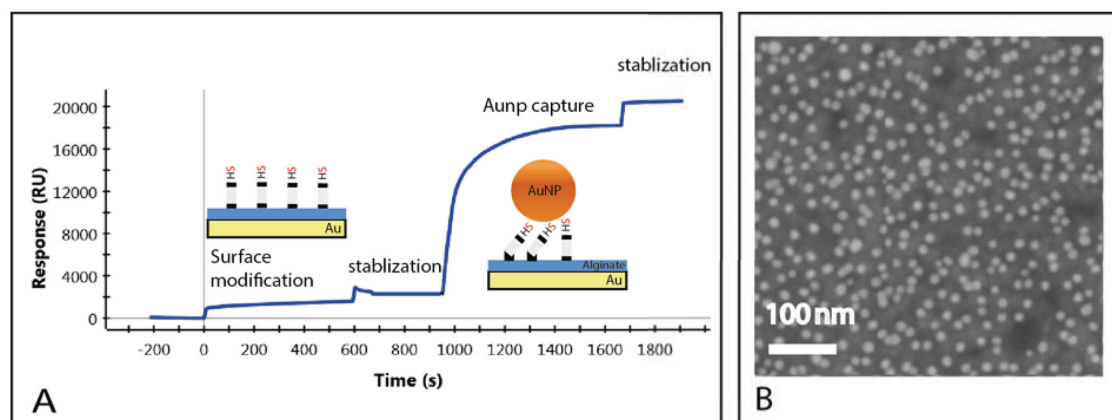 20000
16000
12000
8000
4000
0
Response (RU)
-200
0
200
400
600
800
1000
1200
1400
1600
1800
Time (s)
HS HS HS HS
Au
Surface
modification
stablization
Aunp capture
stablization
AuNP
HS HS HS
Alginate
Au
A
100 nm
B